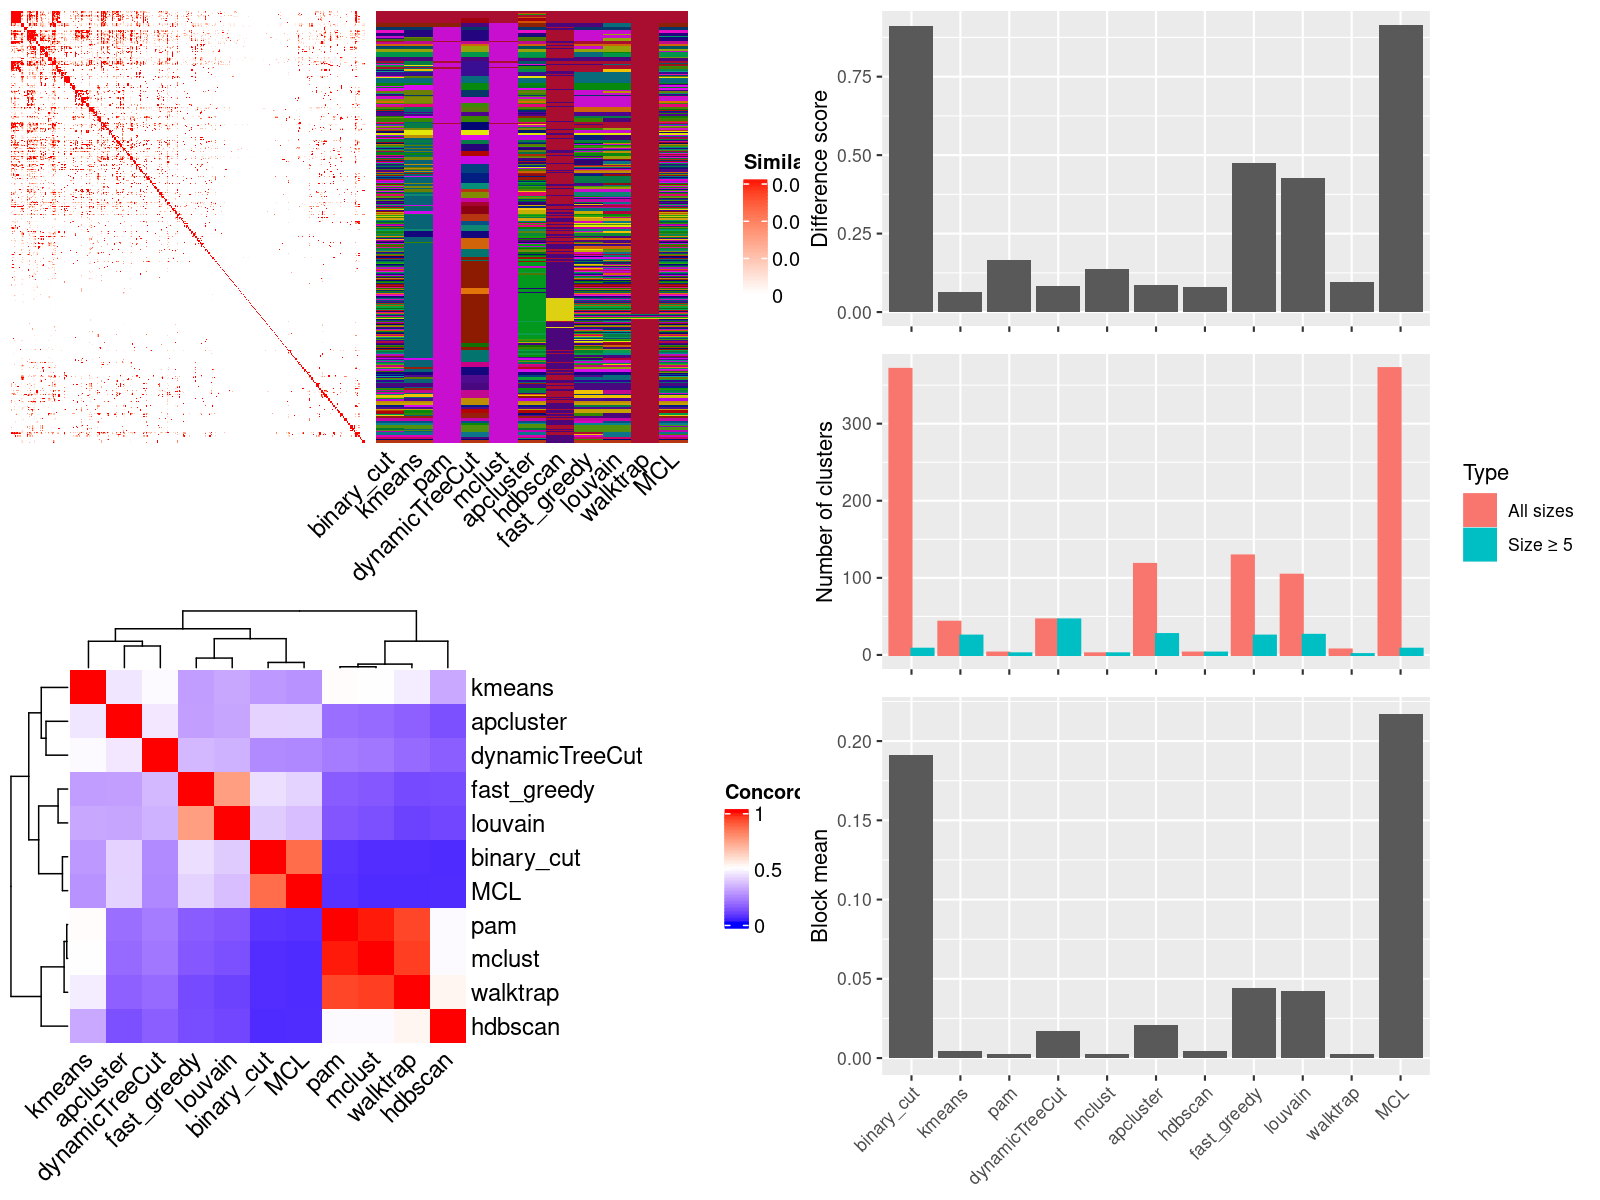 Simila
0.0
0.0
0.0
0
binary_cut
kmeans
pam
dynamicTreeCut
mclust
apcluster
hdbscan
fast_greedy
louvain
walktrap
MCL
kmeans
apcluster
dynamicTreeCut
fast_greedy
louvain
binary_cut
MCL
pam
mclust
walktrap
hdbscan
kmeans
apcluster
dynamicTreeCut
fast_greedy
louvain
binary_cut
MCL
pam
mclust
walktrap
hdbscan
Concord
1
0.5
0
Difference score
0.75
0.50
0.25
0.00
Number of clusters
300
200
100
0
Type
All sizes
Size ≥ 5
Block mean
0.20
0.15
0.10
0.05
0.00
binary_cut
kmeans
pam
dynamicTreeCut
mclust
apcluster
hdbscan
fast_greedy
louvain
walktrap
MCL